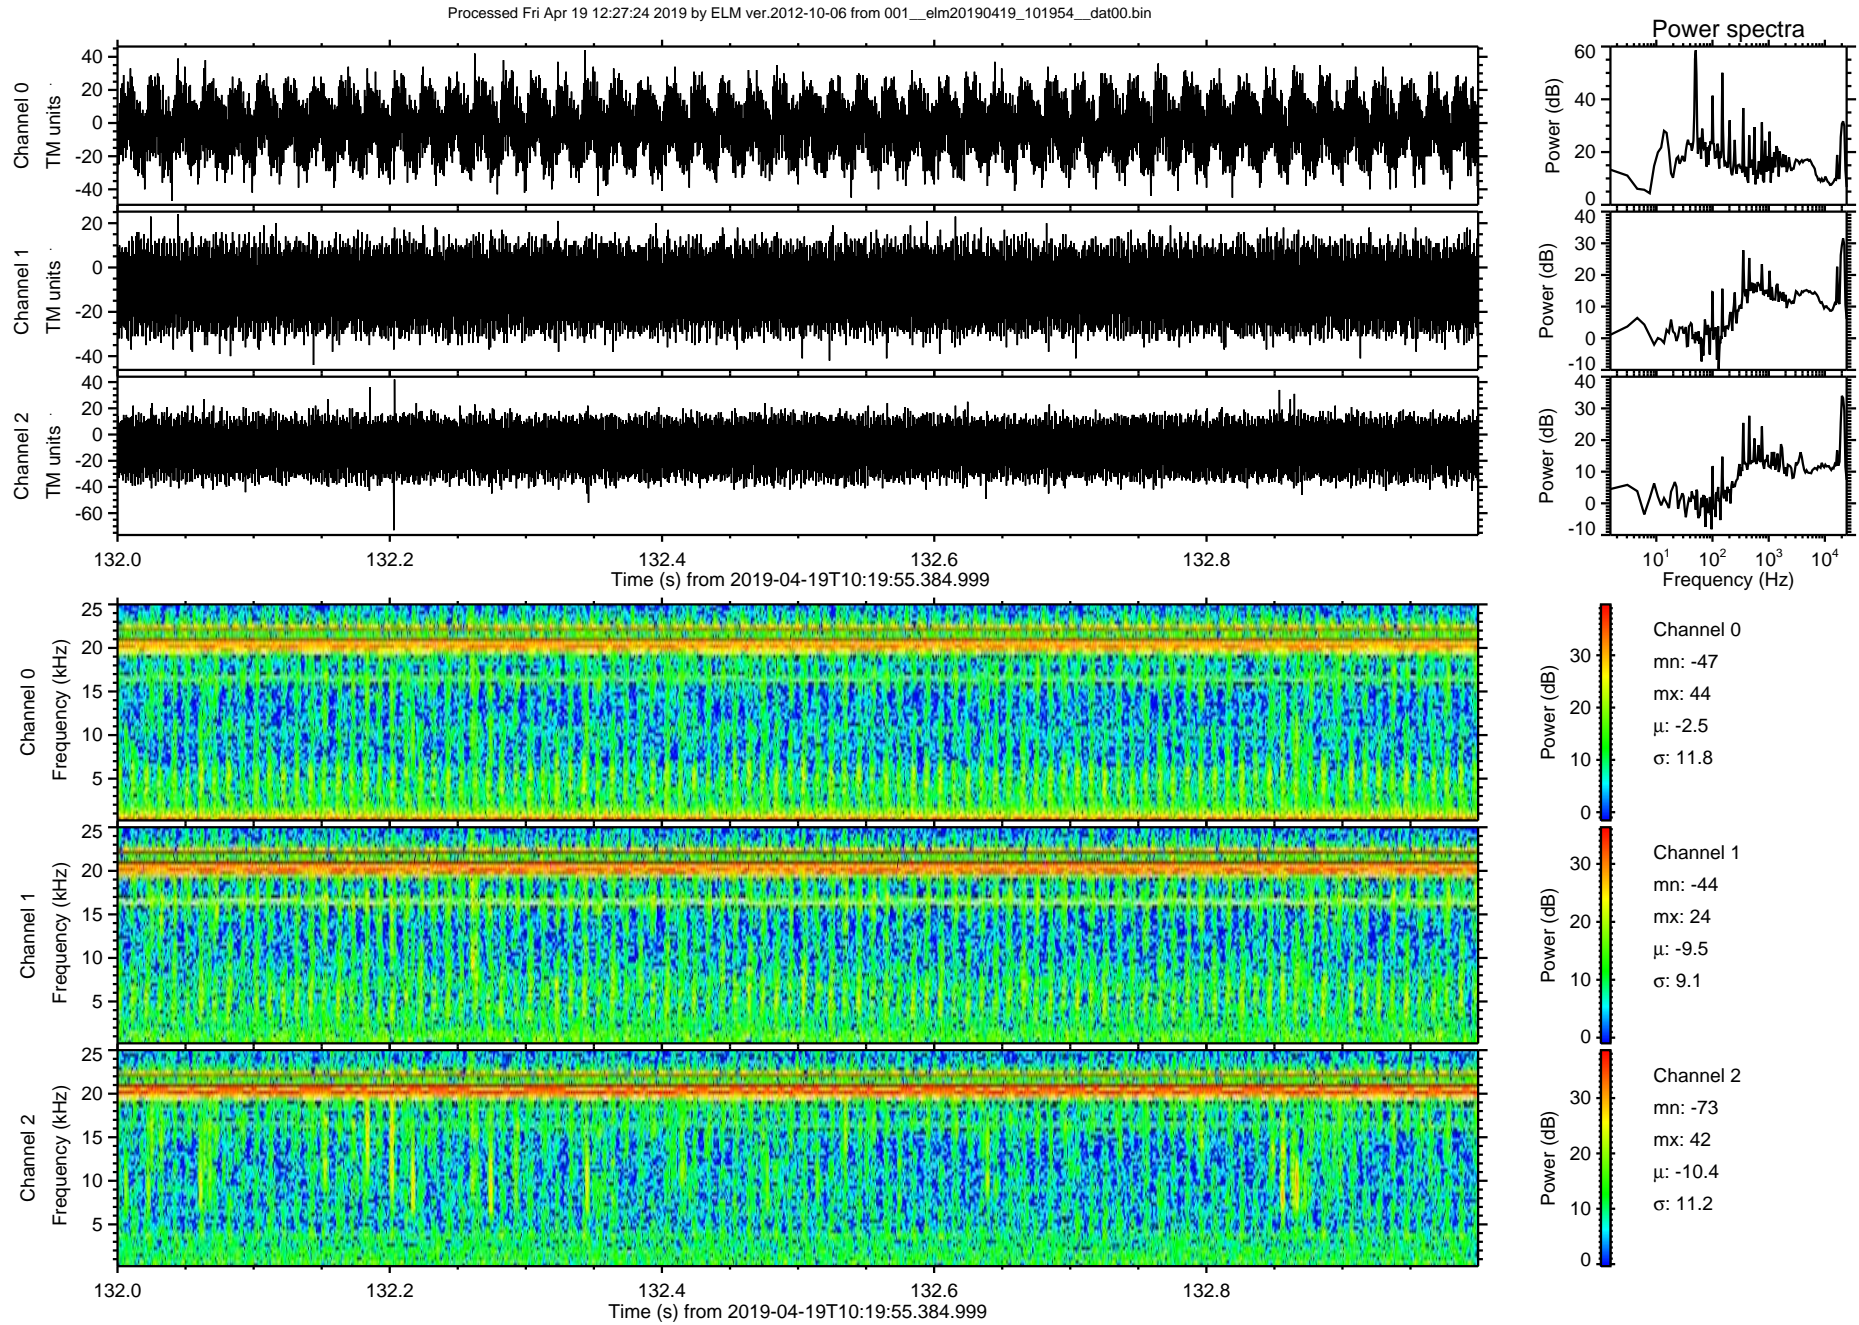 Processed Fri Apr 19 12:27:24 2019 by ELM ver.2012-10-06 from 001__elm20190419_101954__dat00.bin
Power spectra
Channel 0
TM units
40
20
0
-20
-40
Power (dB)
60
40
20
0
Channel 1
TM units
20
0
-20
-40
Power (dB)
40
30
20
10
0
-10
Channel 2
TM units
40
20
0
-20
-40
-60
Power (dB)
40
30
20
10
0
-10
132.0 132.2 132.4 132.6 132.8
Time (s) from 2019-04-19T10:19:55.384.999
10^1 10^2 10^3 10^4
Frequency (Hz)
Channel 0
Frequency (kHz)
25
20
15
10
5
Power (dB)
30
20
10
0
Channel 0
mn: -47
mx: 44
μ: -2.5
σ: 11.8
Channel 1
Frequency (kHz)
25
20
15
10
5
Power (dB)
30
20
10
0
Channel 1
mn: -44
mx: 24
μ: -9.5
σ: 9.1
Channel 2
Frequency (kHz)
25
20
15
10
5
Power (dB)
30
20
10
0
Channel 2
mn: -73
mx: 42
μ: -10.4
σ: 11.2
132.0 132.2 132.4 132.6 132.8
Time (s) from 2019-04-19T10:19:55.384.999